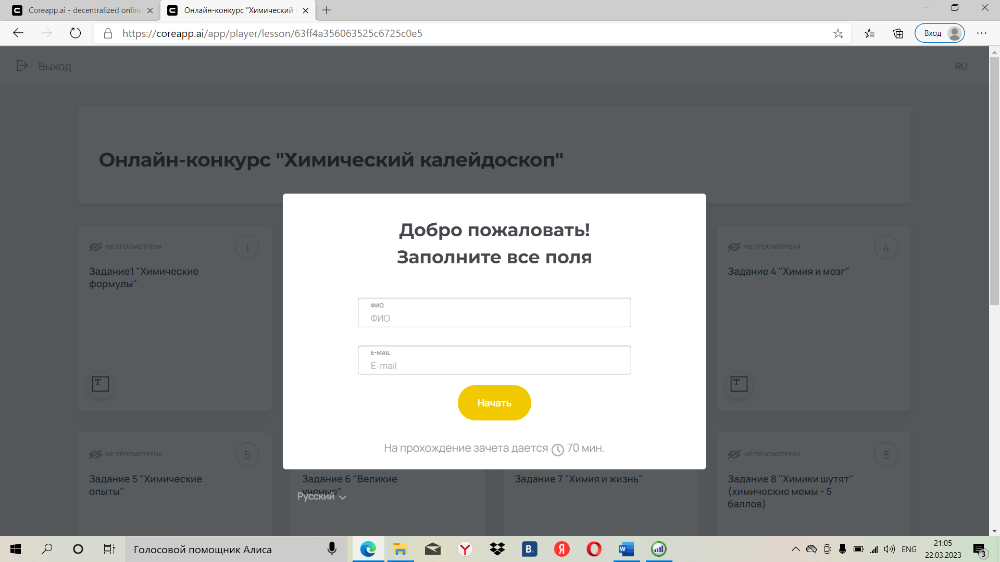 Coreapp.ai - decentralized online
Онлайн-конкурс "Химический
https://coreapp.ai/app/player/lesson/63ff4a356063525c6725c0e5
Вход
Выход
RU
Онлайн-конкурс "Химический калейдоскоп"
НЕ ПРОСМОТРЕНА
1
Задание1 "Химические
формулы"
T
НЕ ПРОСМОТРЕНА
4
Задание 4 "Химия и мозг"
T
Добро пожаловать!
Заполните все поля
ФИО
ФИО
E-MAIL
E-mail
Начать
На прохождение зачета дается 70 мин.
НЕ ПРОСМОТРЕНА
5
Задание 5 "Химические
опыты"
Задание 6 "Великие
ученые"
Русский
Задание 7 "Химия и жизнь"
НЕ ПРОСМОТРЕНА
8
Задание 8 "Химики шутят"
(химические мемы - 5
баллов)
Голосовой помощник Алиса
B.
Я
W
ENG
21:05
22.03.2023
3